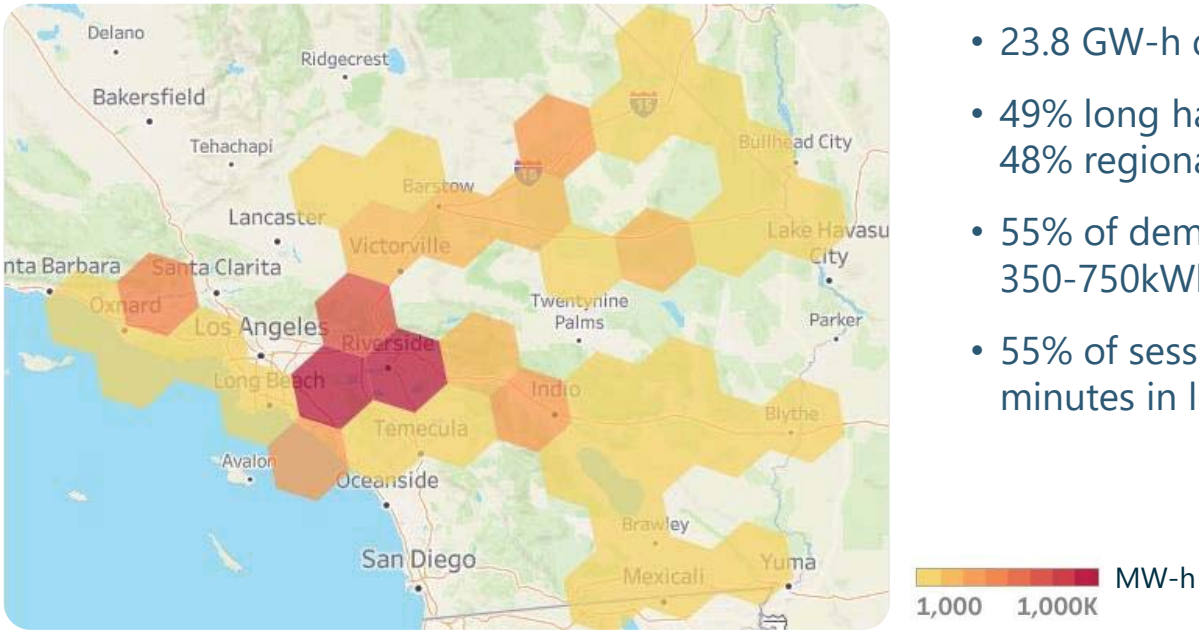 Delano
Ridgecrest
Bakersfield
Tehachapi
15
Bullhead City
Barstow
15
Lancaster
Victorville
Lake Havasu
City
nta Barbara
Santa Clarita
Oxnard
Twentynine
Palms
Los Angeles
Parker
Riverside
Long Beach
Indio
Blythe
Temecula
Avalon
Oceanside
Brawley
San Diego
Yuma
Mexicali
• 23.8 GW-h
• 49% long ha
48% regiona
• 55% of dem
350-750kW
• 55% of sess
minutes in l
MW-h
1,000 1,000K